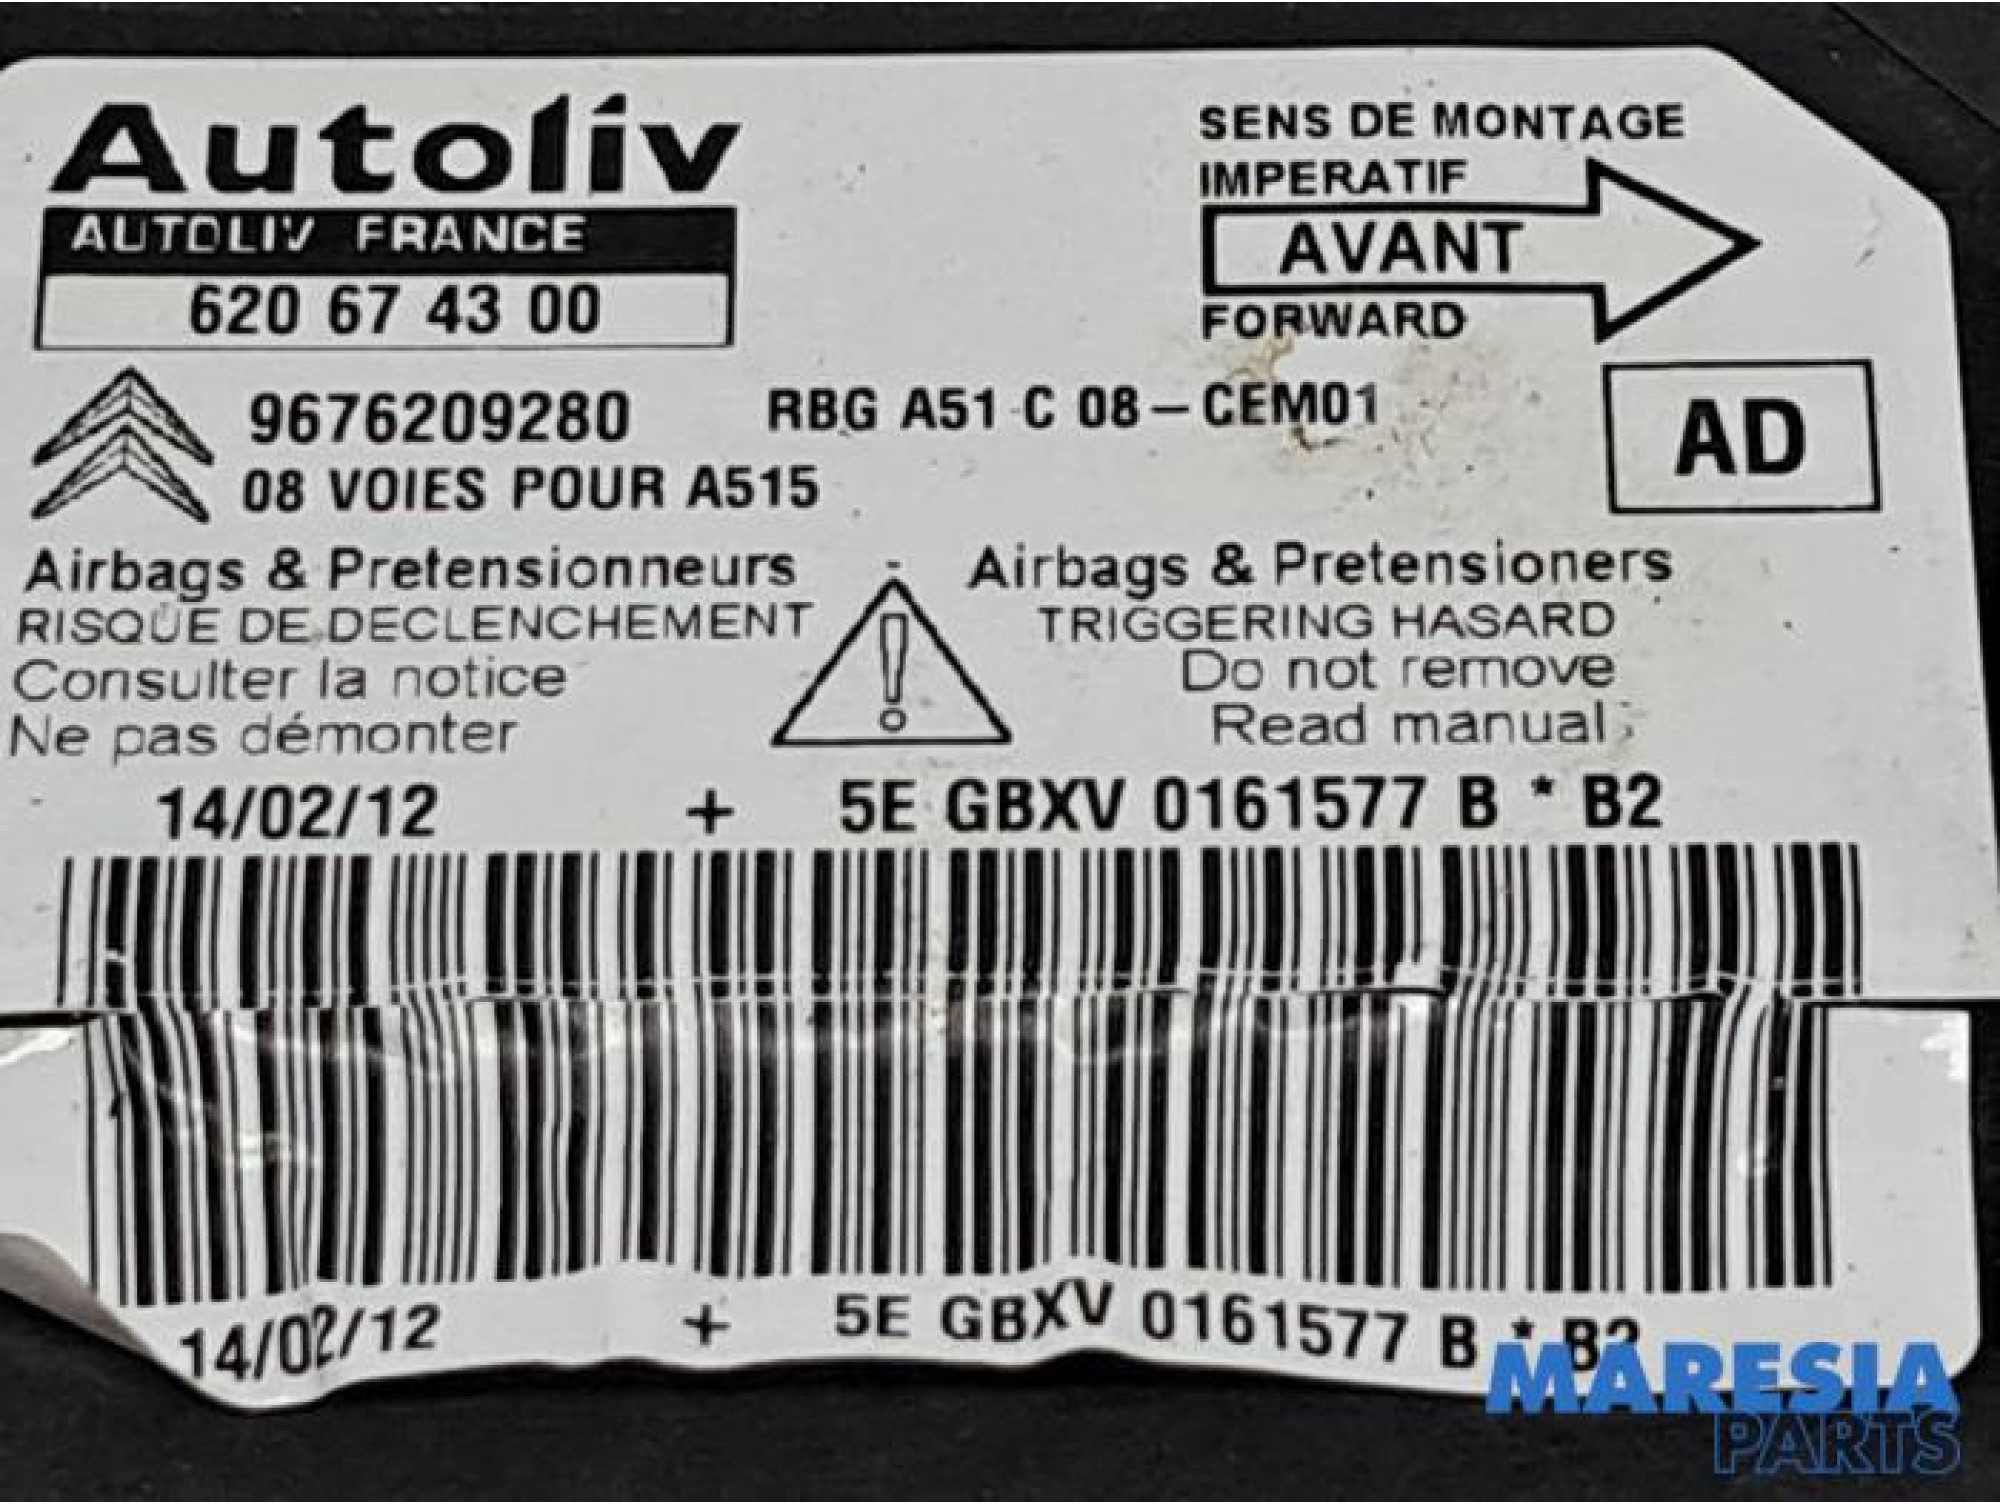 Autoliv
AUTOLIV FRANCE
620 67 43 00
SENS DE MONTAGE
IMPERATIF
AVANT
FORWARD
9676209280 RBG A51 C 08-CEM01
AD
08 VOIES POUR A515
Airbags & Pretensionneurs
RISQUE DE DECLENCHEMENT
Consulter la notice
Ne pas démonter
Airbags & Pretensioners
TRIGGERING HASARD
Do not remove
Read manual
14/02/12 + 5E GBXV 0161577 B * B2
14/02/12 + 5E GBXV 0161577 B * B2
MARESIA
PARTS